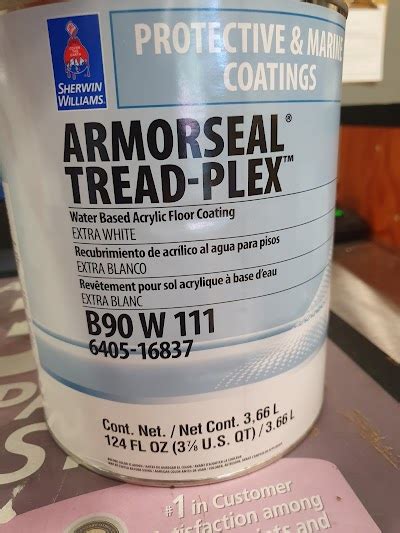 PROTECTIVE & MARINE
COATINGS
SHERWIN
WILLIAMS.
ARMORSEAL®
TREAD-PLEX™
Water Based Acrylic Floor Coating
EXTRA WHITE
Recubrimiento de acrílico al agua para pisos
EXTRA BLANCO
Revêtement pour sol acrylique à base d'eau
EXTRA BLANC
B90 W 111
6405-16837
Cont. Net. / Net Cont. 3,66 L
124 FL OZ (3⅞ U.S. QT) / 3.66 L
#1 in Customer
Satisfaction among